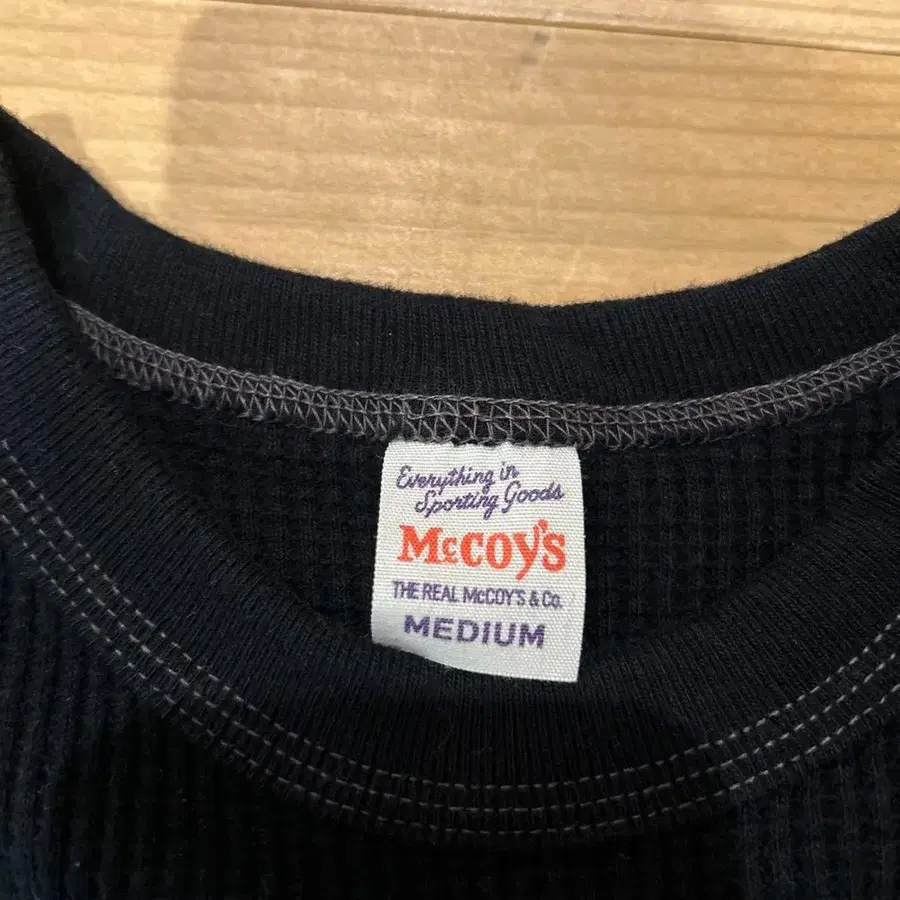 Everything in
Sporting Goods
McCOY'S
THE REAL McCOY'S & Co.
MEDIUM